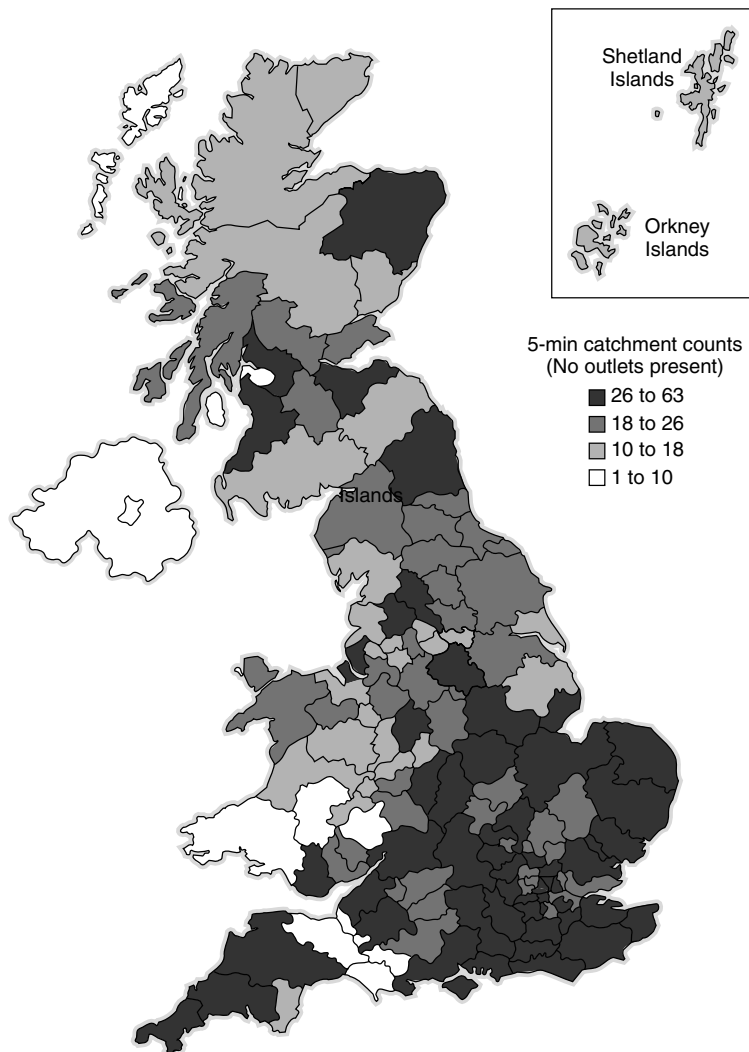 Shetland
Islands
Orkney
Islands
5-min catchment counts
(No outlets present)
26 to 63
18 to 26
10 to 18
1 to 10
Islands